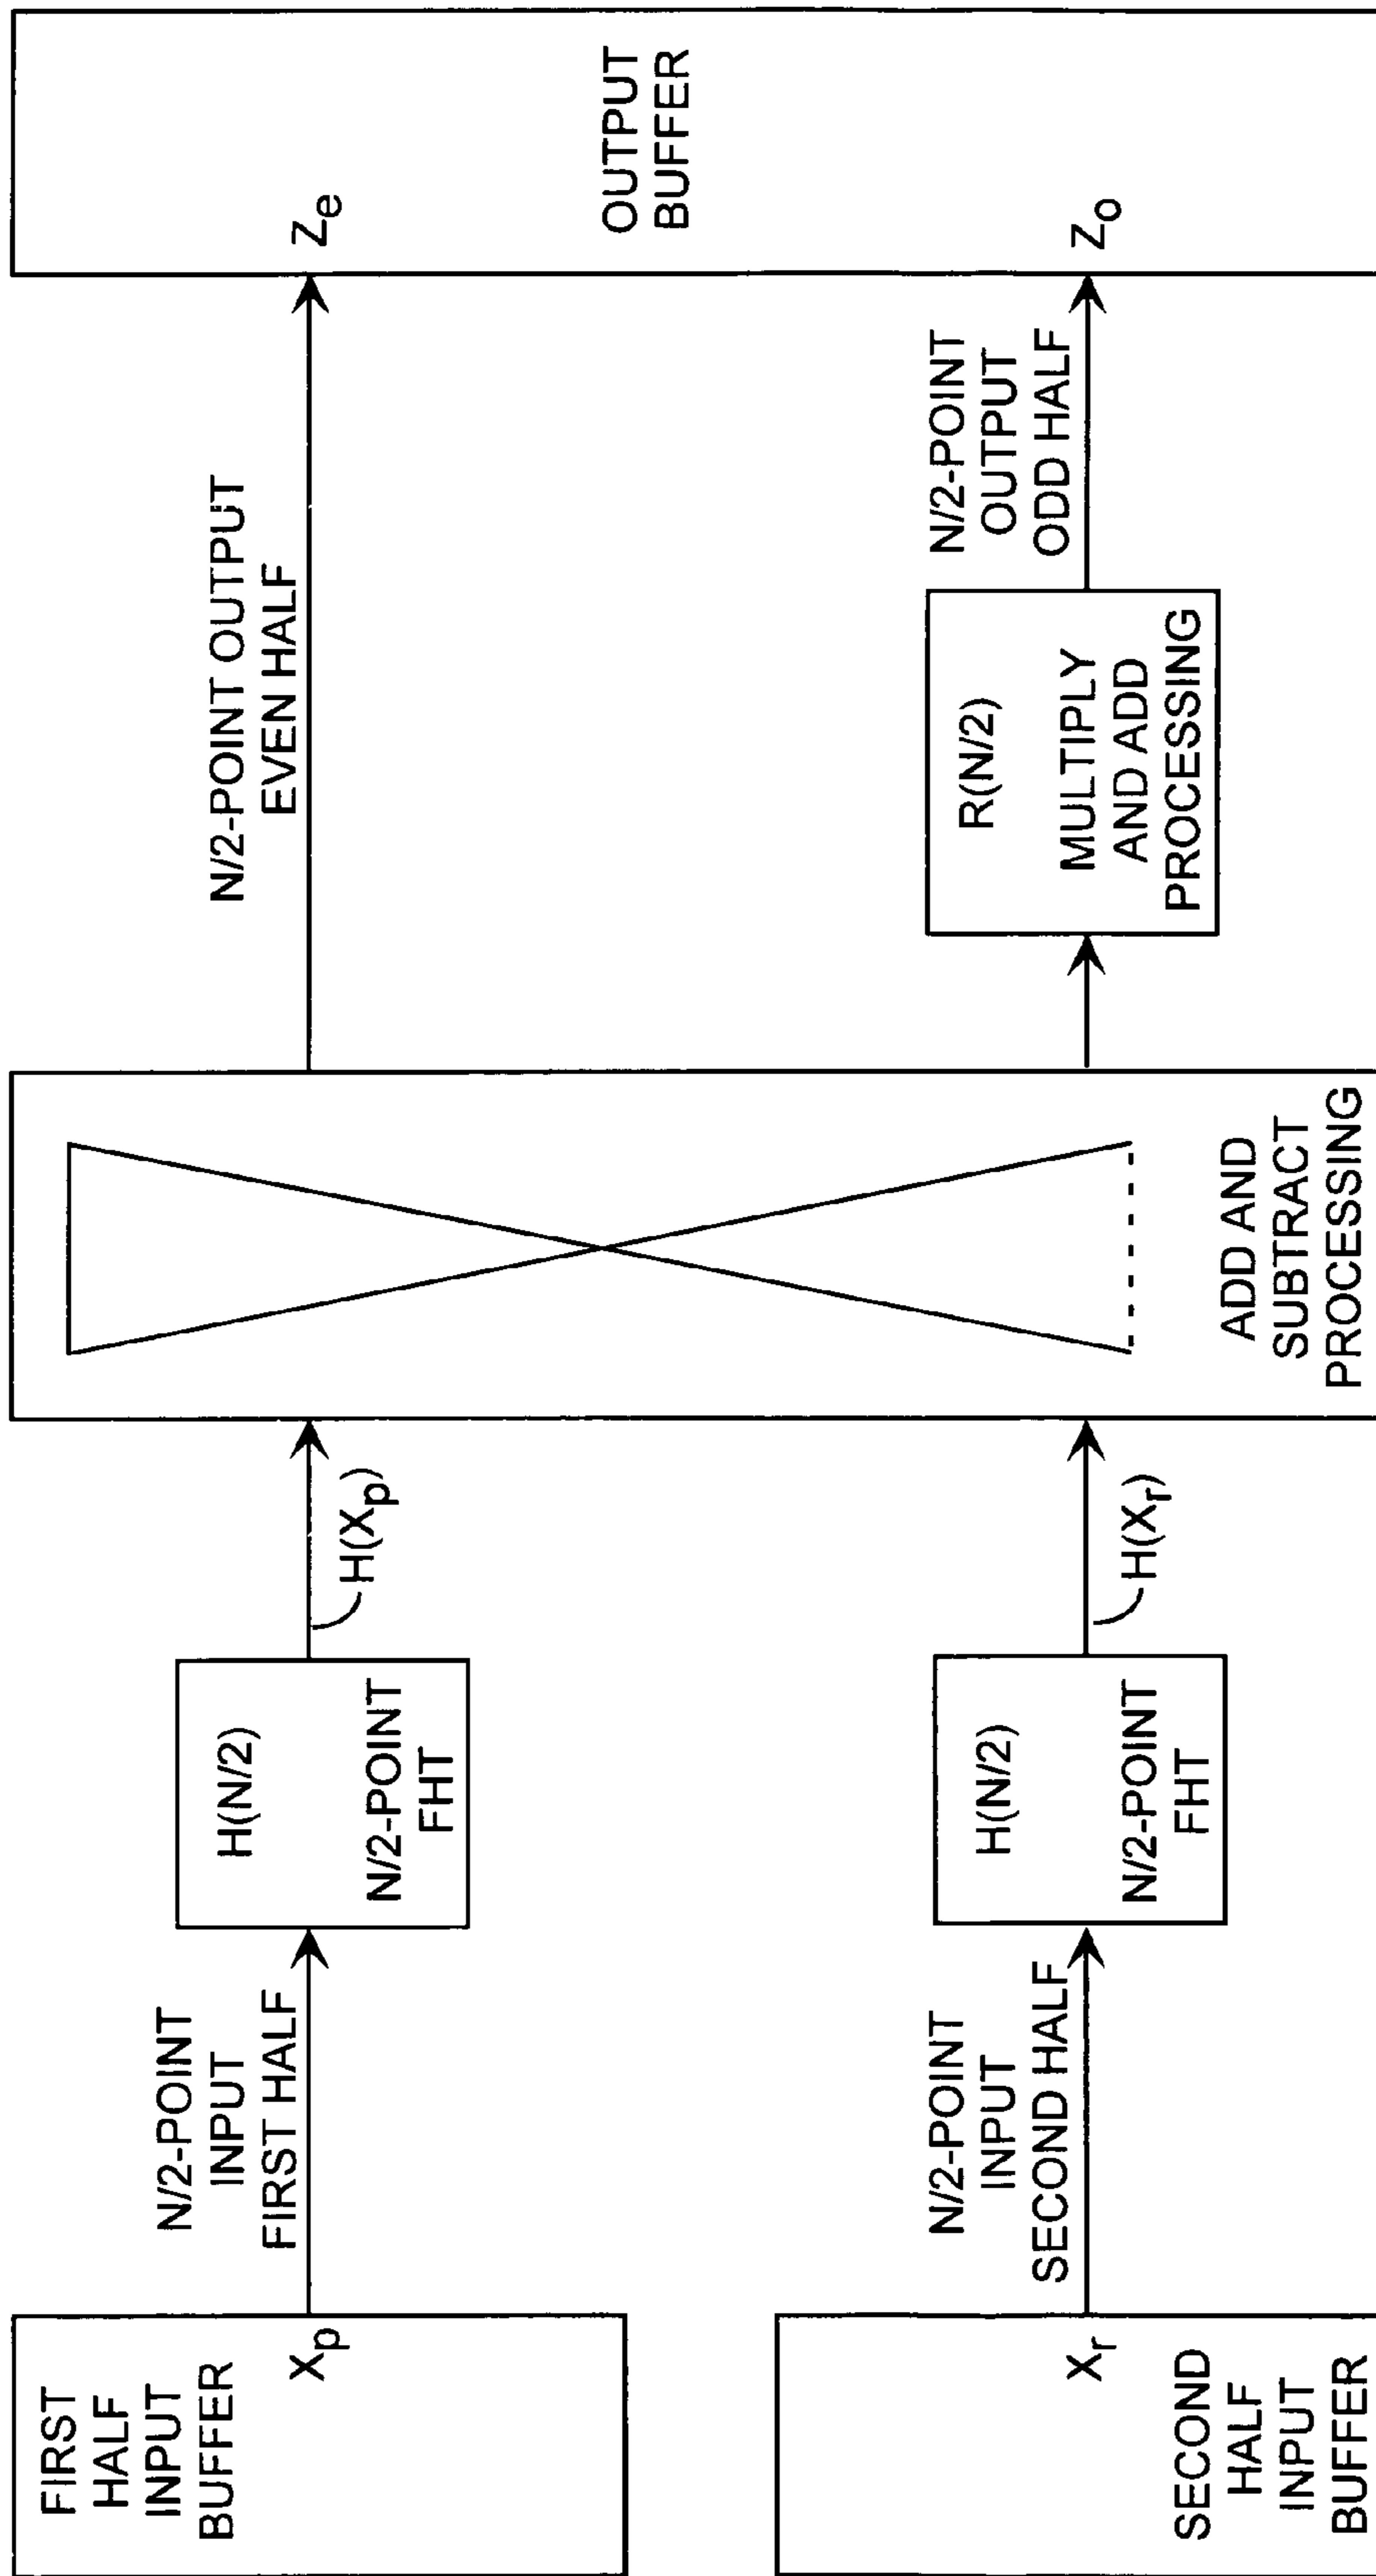 FIRST
HALF
INPUT
BUFFER
Xp
N/2-POINT
INPUT
FIRST HALF
H(N/2)
N/2-POINT
FHT
H(Xp)
N/2-POINT OUTPUT
EVEN HALF
Ze
OUTPUT
BUFFER
SECOND
HALF
INPUT
BUFFER
Xr
N/2-POINT
INPUT
SECOND HALF
H(N/2)
N/2-POINT
FHT
H(Xr)
ADD AND
SUBTRACT
PROCESSING
R(N/2)
MULTIPLY
AND ADD
PROCESSING
N/2-POINT
OUTPUT
ODD HALF
Zo